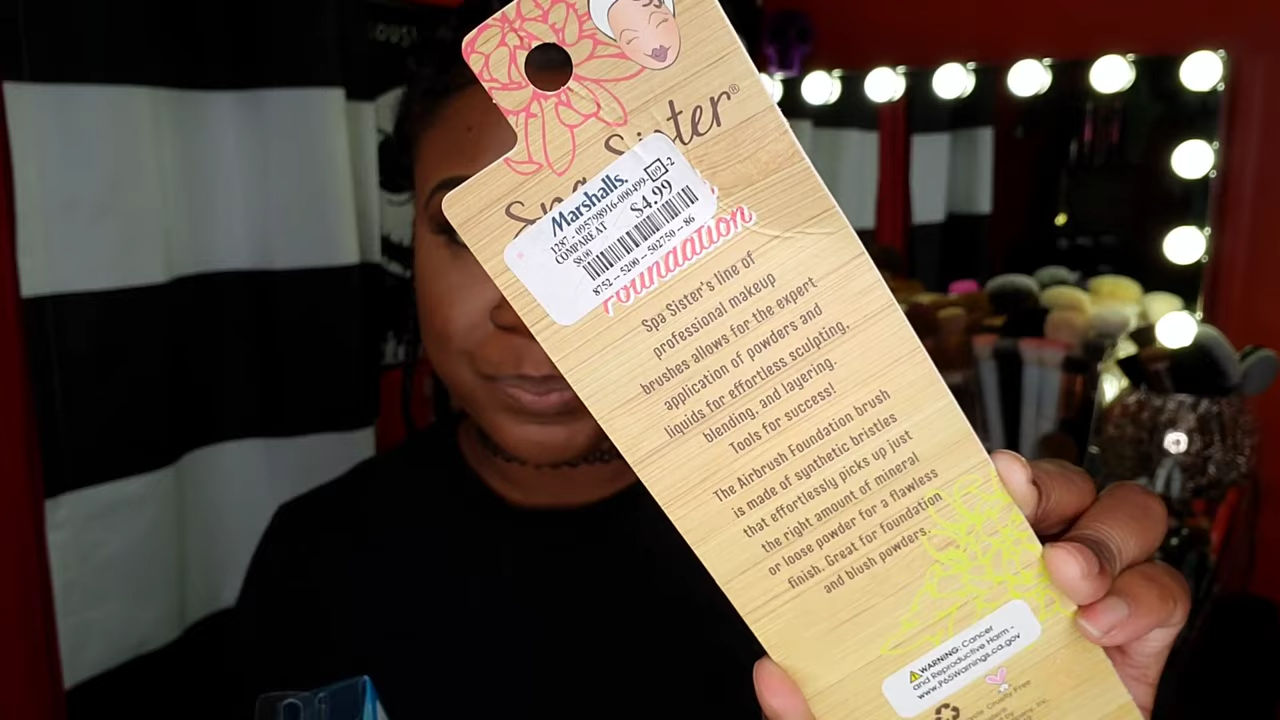 Spa Sister®
Marshalls.
1287-095798916-000499-09-2
COMPARE AT $4.99
$8.00
8752-5200-502750-86
Foundation
Spa Sister's line of
professional makeup
brushes allows for the expert
application of powders and
liquids for effortless sculpting,
blending, and layering.
Tools for success!
The Airbrush Foundation brush
is made of synthetic bristles
that effortlessly picks up just
the right amount of mineral
or loose powder for a flawless
finish. Great for foundation
and blush powders.
WARNING: Cancer
and Reproductive Harm -
www.P65Warnings.ca.gov
Cruelty Free